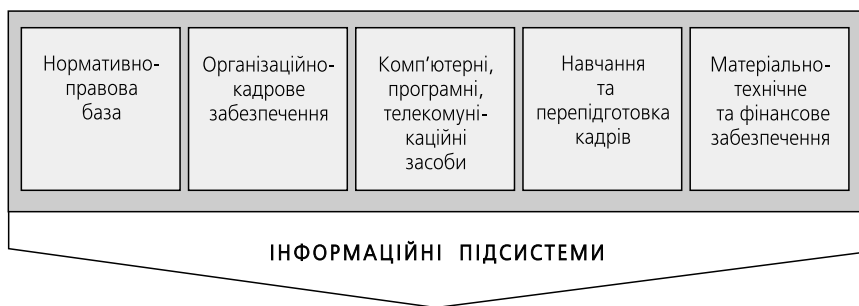 Нормативно-
правова
база
Організаційно-
кадрове
забезпечення
Комп’ютерні,
програмні,
телекомуні-
каційні
засоби
Навчання
та
перепідготовка
кадрів
Матеріально-
технічне
та фінансове
забезпечення
ІНФОРМАЦІЙНІ ПІДСИСТЕМИ